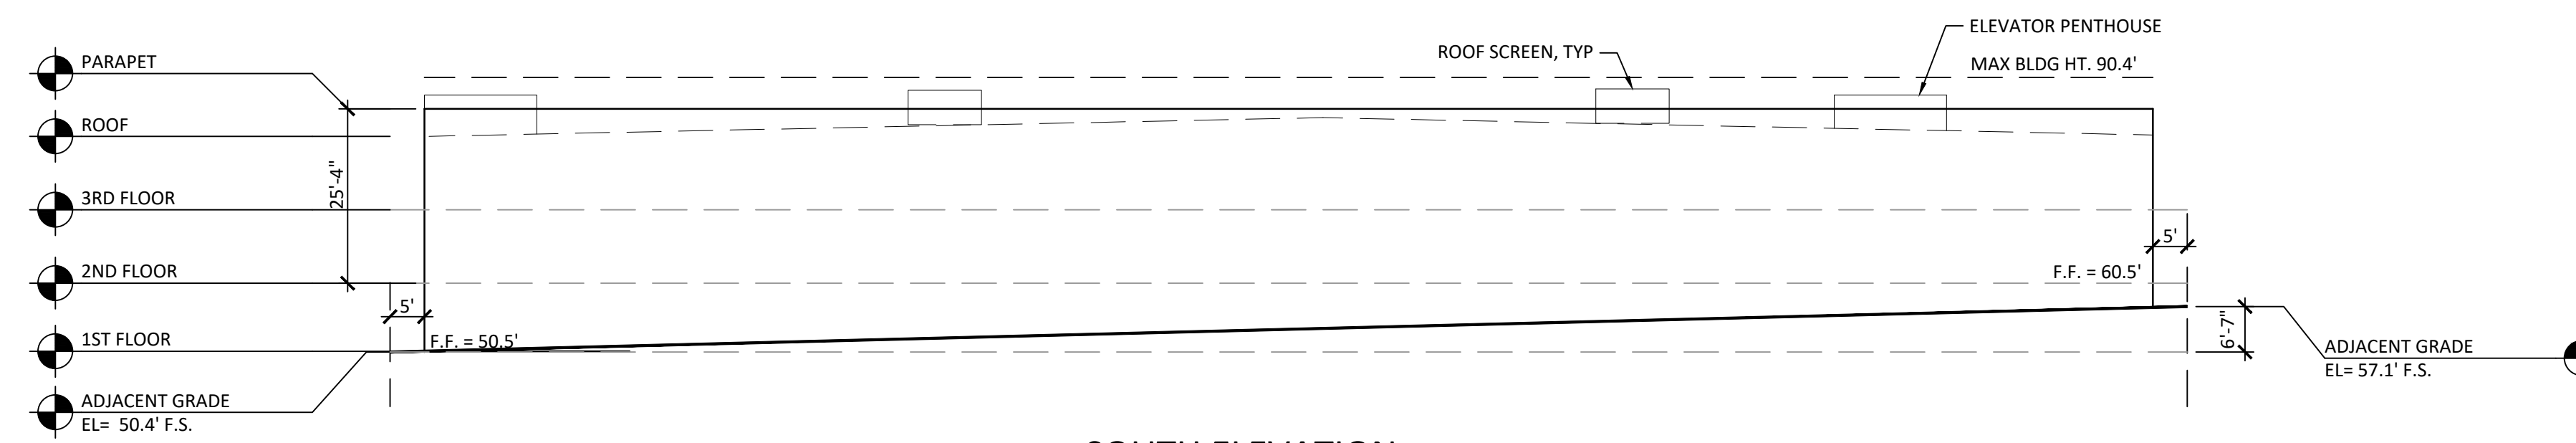 PARAPET
ROOF
3RD FLOOR
2ND FLOOR
1ST FLOOR
ADJACENT GRADE
EL= 50.4' F.S.
25'-4"
5'
F.F. = 50.5'
ROOF SCREEN, TYP
ELEVATOR PENTHOUSE
MAX BLDG HT. 90.4'
5'
F.F. = 60.5'
6'-7"
ADJACENT GRADE
EL= 57.1' F.S.
SOUTH ELEVATION